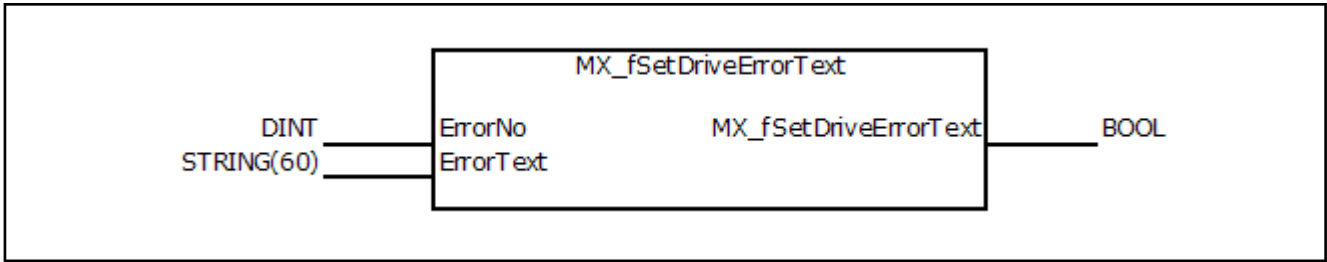 MX_fSetDriveErrorText
DINT ErrorNo MX_fSetDriveErrorText BOOL
STRING(60) ErrorText